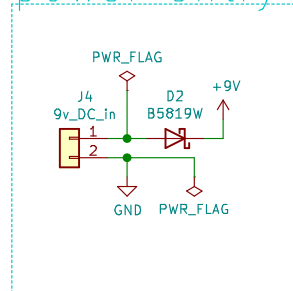 PWR_FLAG
J4
9v_DC_in
D2
B5819W
+9V
1
2
GND
PWR_FLAG